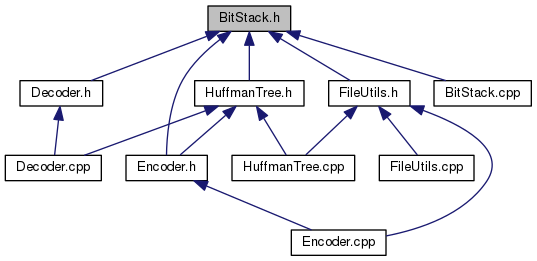 BitStack.h
Decoder.h
HuffmanTree.h
FileUtils.h
BitStack.cpp
Decoder.cpp
Encoder.h
HuffmanTree.cpp
FileUtils.cpp
Encoder.cpp